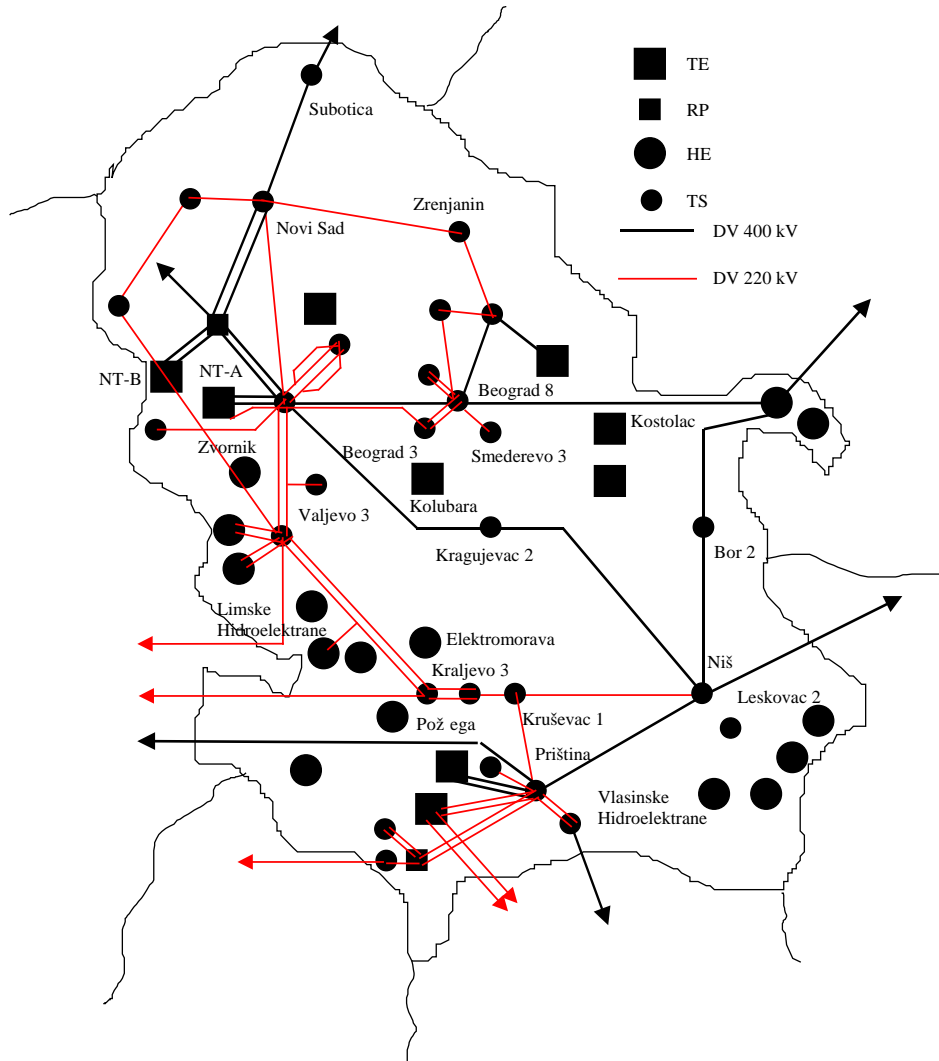 TE
Subotica
RP
HE
TS
Zrenjanin
Novi Sad
DV 400 kV
DV 220 kV
NT-A
NT-B
Beograd 8
Kostolac
Zvornik
Beograd 3
Smederevo 3
Kolubara
Valjevo 3
Kragujevac 2
Bor 2
Limske
Hidroelektrane
Elektromorava
Kraljevo 3
Niš
Leskovac 2
Kruševac 1
Pož ega
Priština
Vlasinske
Hidroelektrane